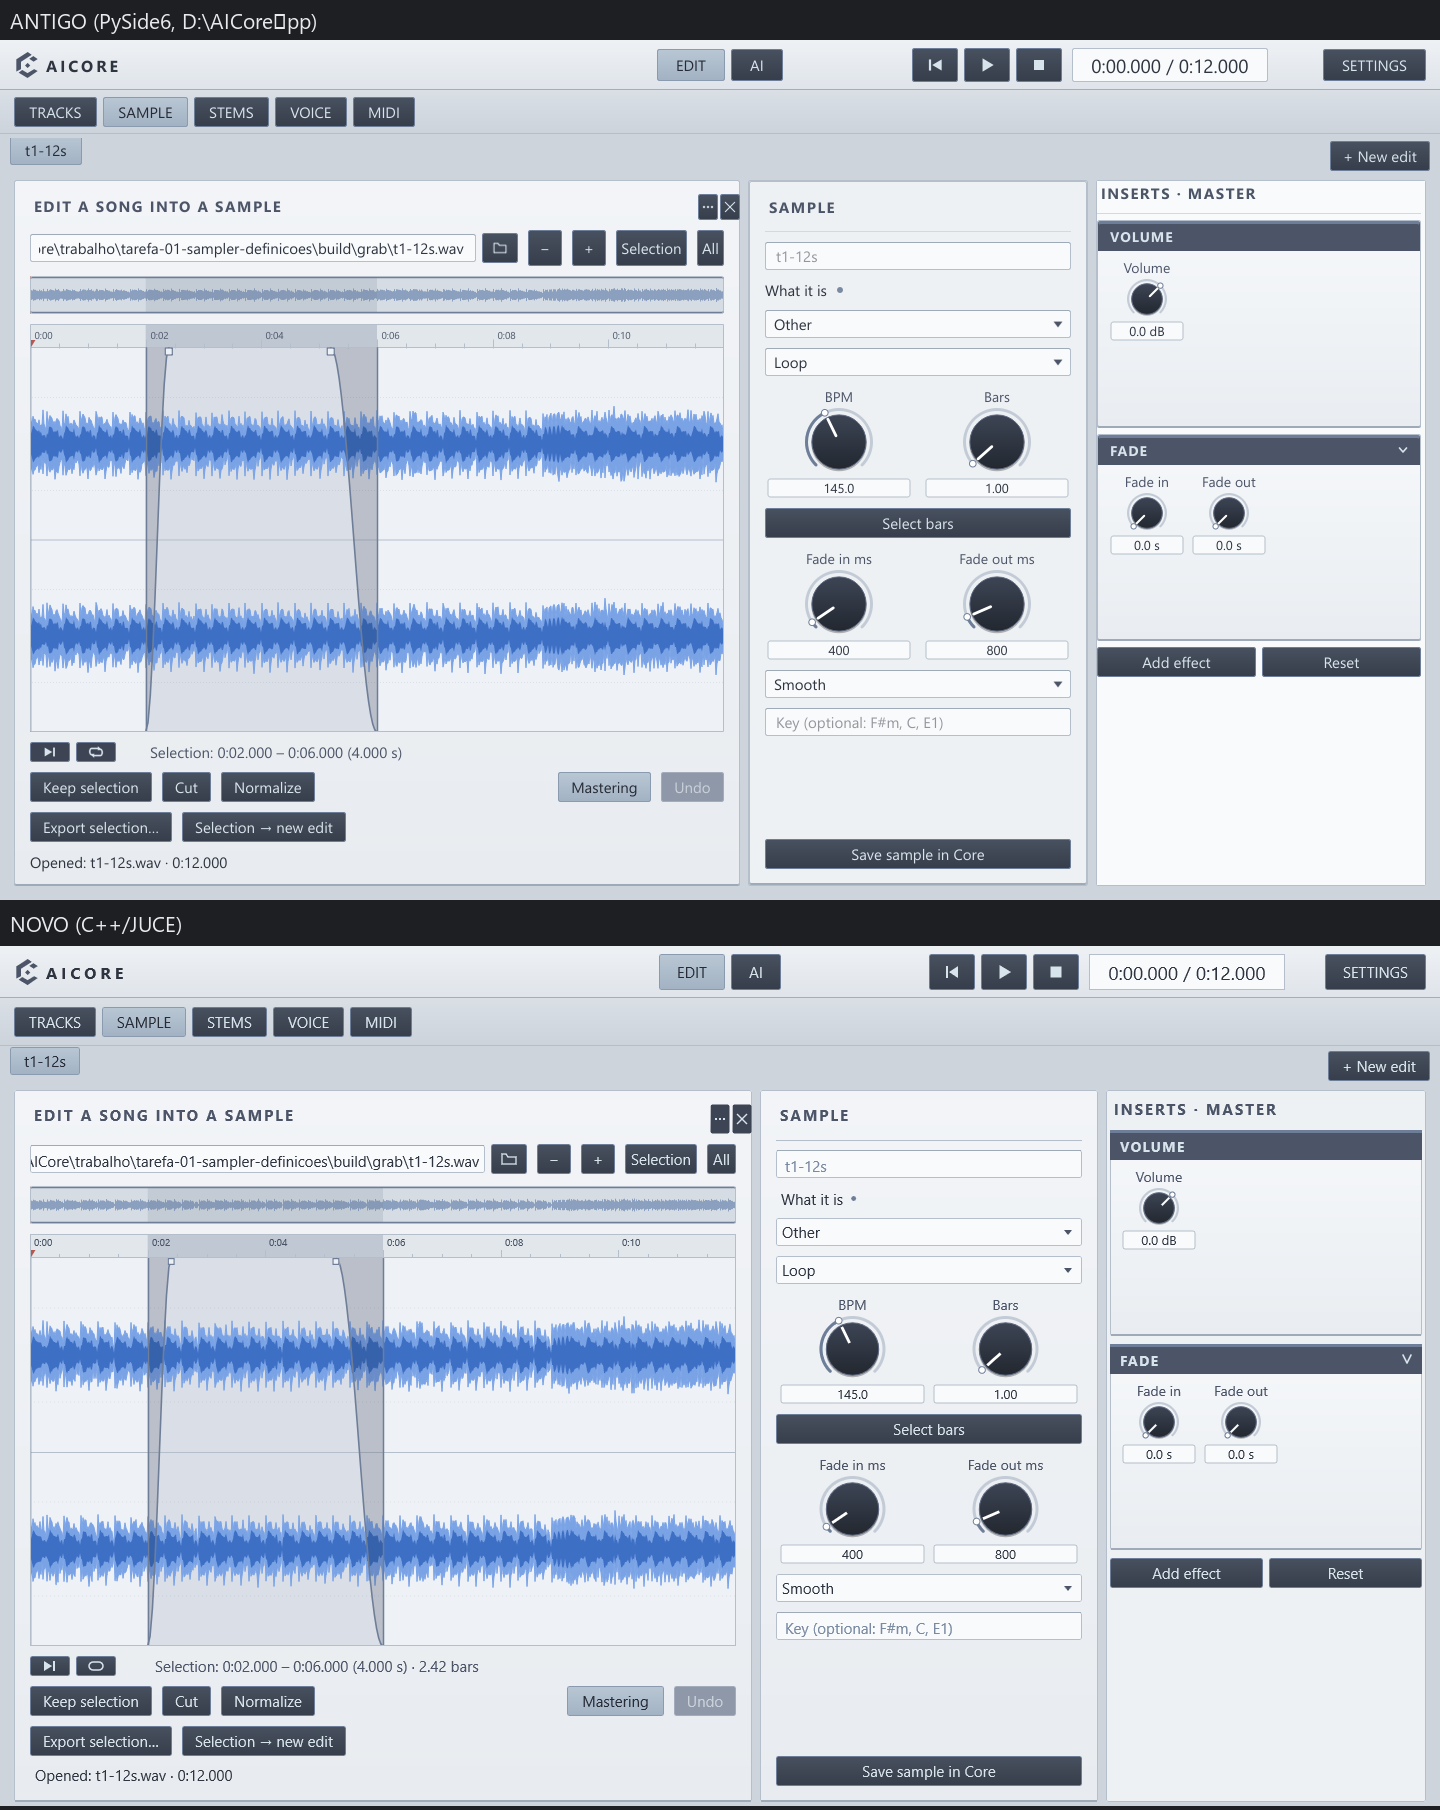 ANTIGO (PySide6, D:\AICore▯pp)
AICORE
EDIT AI
0:00.000 / 0:12.000
SETTINGS
TRACKS SAMPLE STEMS VOICE MIDI
t1-12s
+ New edit
EDIT A SONG INTO A SAMPLE
re\trabalho\tarefa-01-sampler-definicoes\build\grab\t1-12s.wav
− + Selection All
0:00 0:02 0:04 0:06 0:08 0:10
Selection: 0:02.000 – 0:06.000 (4.000 s)
Keep selection Cut Normalize Mastering Undo
Export selection... Selection → new edit
Opened: t1-12s.wav · 0:12.000
SAMPLE
t1-12s
What it is
Other
Loop
BPM Bars
145.0 1.00
Select bars
Fade in ms Fade out ms
400 800
Smooth
Key (optional: F#m, C, E1)
Save sample in Core
INSERTS · MASTER
VOLUME
Volume
0.0 dB
FADE
Fade in Fade out
0.0 s 0.0 s
Add effect Reset
NOVO (C++/JUCE)
AICORE
EDIT AI
0:00.000 / 0:12.000
SETTINGS
TRACKS SAMPLE STEMS VOICE MIDI
t1-12s
+ New edit
EDIT A SONG INTO A SAMPLE
\ICore\trabalho\tarefa-01-sampler-definicoes\build\grab\t1-12s.wav
− + Selection All
0:00 0:02 0:04 0:06 0:08 0:10
Selection: 0:02.000 – 0:06.000 (4.000 s) · 2.42 bars
Keep selection Cut Normalize Mastering Undo
Export selection... Selection → new edit
Opened: t1-12s.wav · 0:12.000
SAMPLE
t1-12s
What it is
Other
Loop
BPM Bars
145.0 1.00
Select bars
Fade in ms Fade out ms
400 800
Smooth
Key (optional: F#m, C, E1)
Save sample in Core
INSERTS · MASTER
VOLUME
Volume
0.0 dB
FADE
Fade in Fade out
0.0 s 0.0 s
Add effect Reset